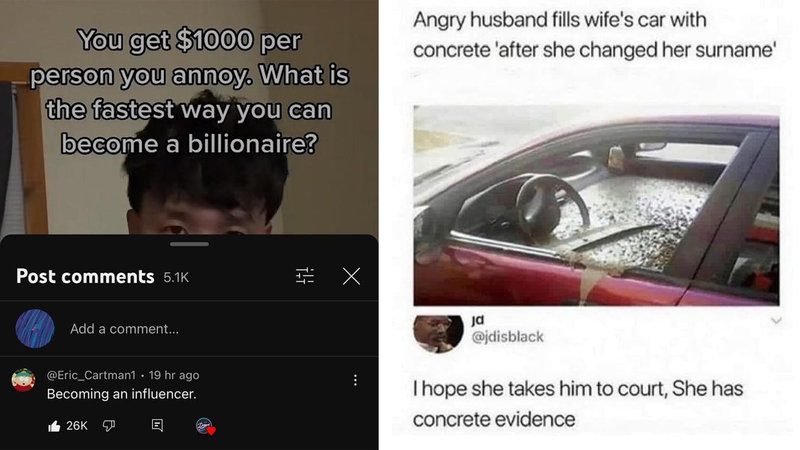 You get $1000 per
person you annoy. What is
the fastest way you can
become a billionaire?
Post comments 5.1K
Add a comment...
@Eric_Cartman1 • 19 hr ago
Becoming an influencer.
26K
Angry husband fills wife's car with
concrete 'after she changed her surname'
jd
@jdisblack
I hope she takes him to court, She has
concrete evidence